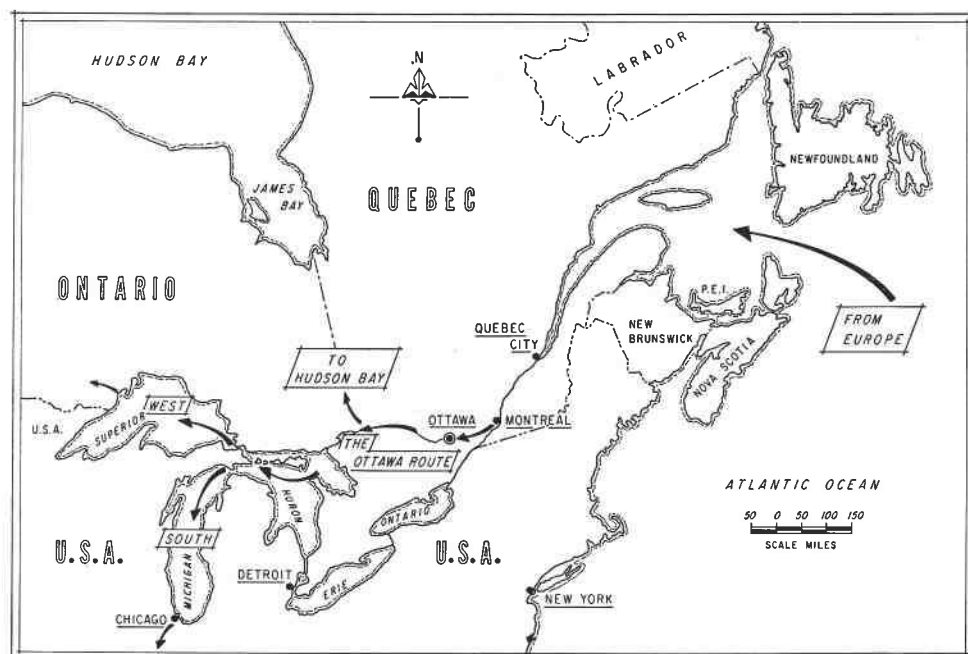 HUDSON BAY
.N
LABRADOR
NEWFOUNDLAND
JAMES
BAY
QUEBEC
ONTARIO
P.E.I.
FROM
EUROPE
NEW
BRUNSWICK
QUEBEC
CITY
NOVA SCOTIA
TO
HUDSON BAY
WEST
SUPERIOR
U.S.A.
OTTAWA
MONTREAL
THE
OTTAWA ROUTE
ATLANTIC OCEAN
50 0 50 100 150
SCALE MILES
HURON
ONTARIO
SOUTH
U.S.A.
U.S.A.
MICHIGAN
DETROIT
ERIE
NEW YORK
CHICAGO